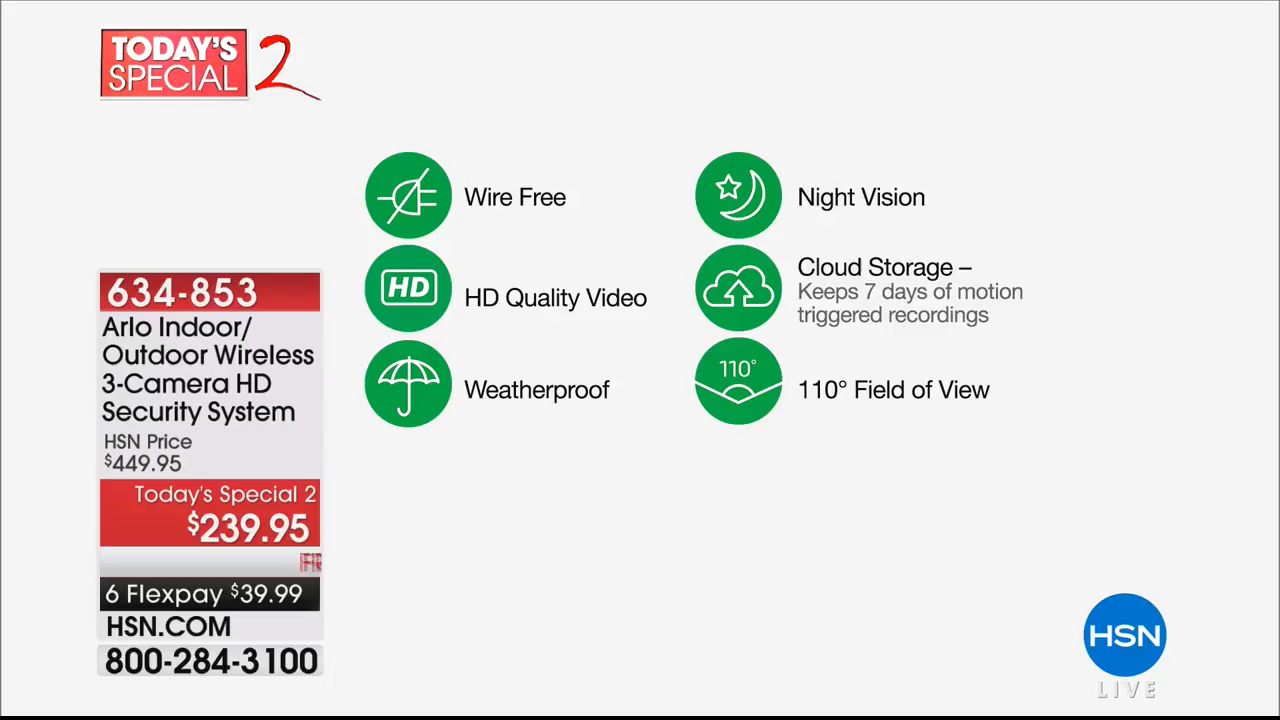 TODAY'S
SPECIAL 2
Wire Free
Night Vision
HD
HD Quality Video
Cloud Storage –
Keeps 7 days of motion
triggered recordings
Weatherproof
110°
110° Field of View
634-853
Arlo Indoor/
Outdoor Wireless
3-Camera HD
Security System
HSN Price
$449.95
Today's Special 2
$239.95
6 Flexpay $39.99
HSN.COM
800-284-3100
HSN
LIVE